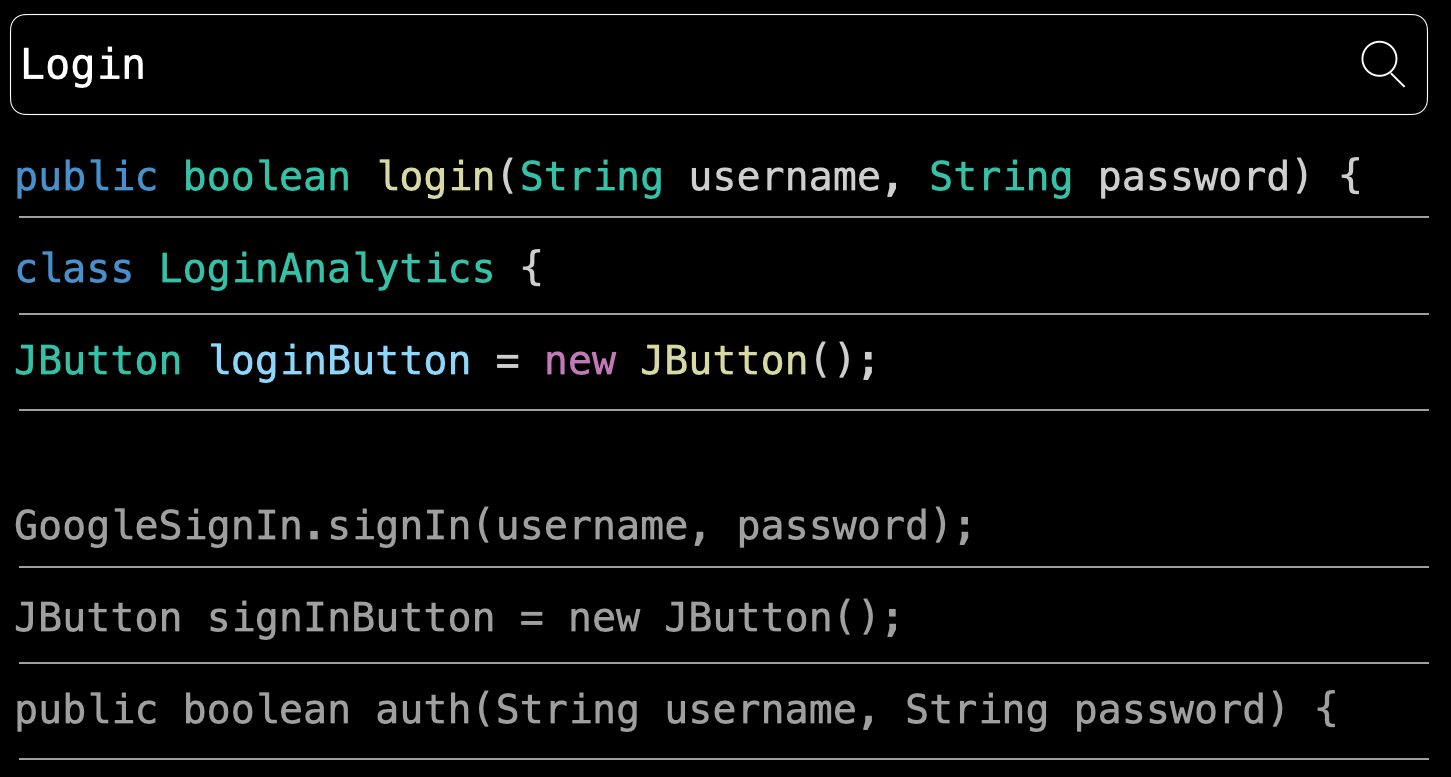 Login
public boolean login(String username, String password) {
class LoginAnalytics {
JButton loginButton = new JButton();
GoogleSignIn.signIn(username, password);
JButton signInButton = new JButton();
public boolean auth(String username, String password) {